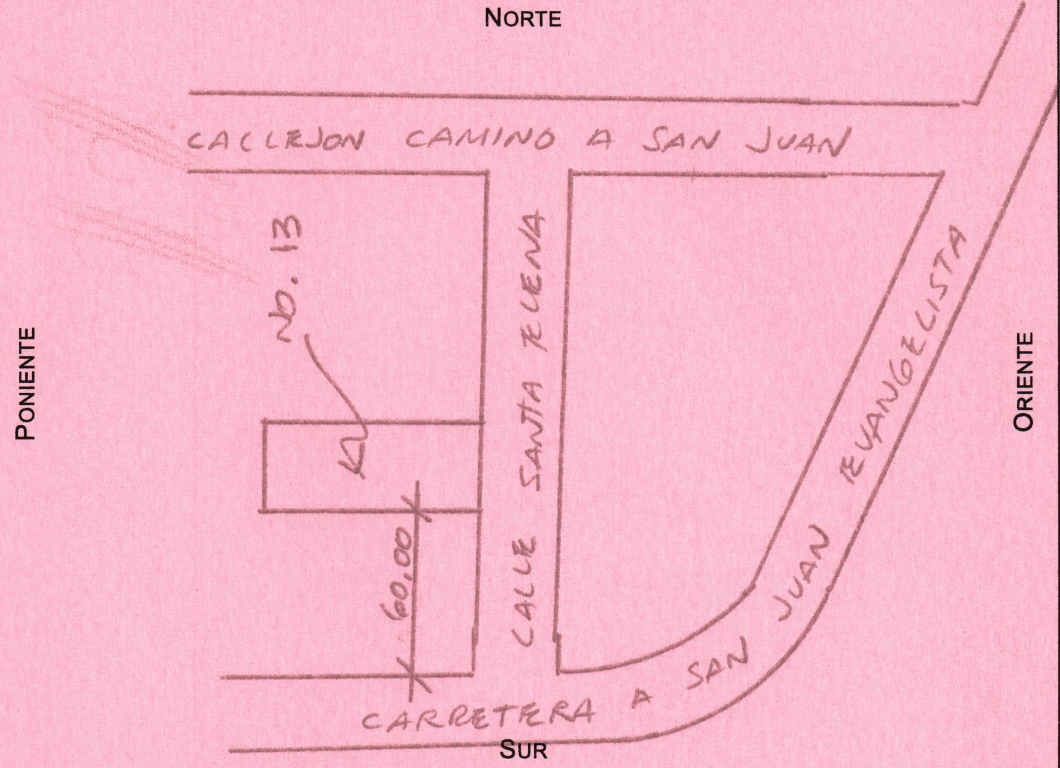 NORTE
CALLEJON CAMINO A SAN JUAN
No. 13
PONIENTE
CALLE SANTA ELENA
60.00
CARRETERA A SAN JUAN EVANGELISTA
ORIENTE
SUR